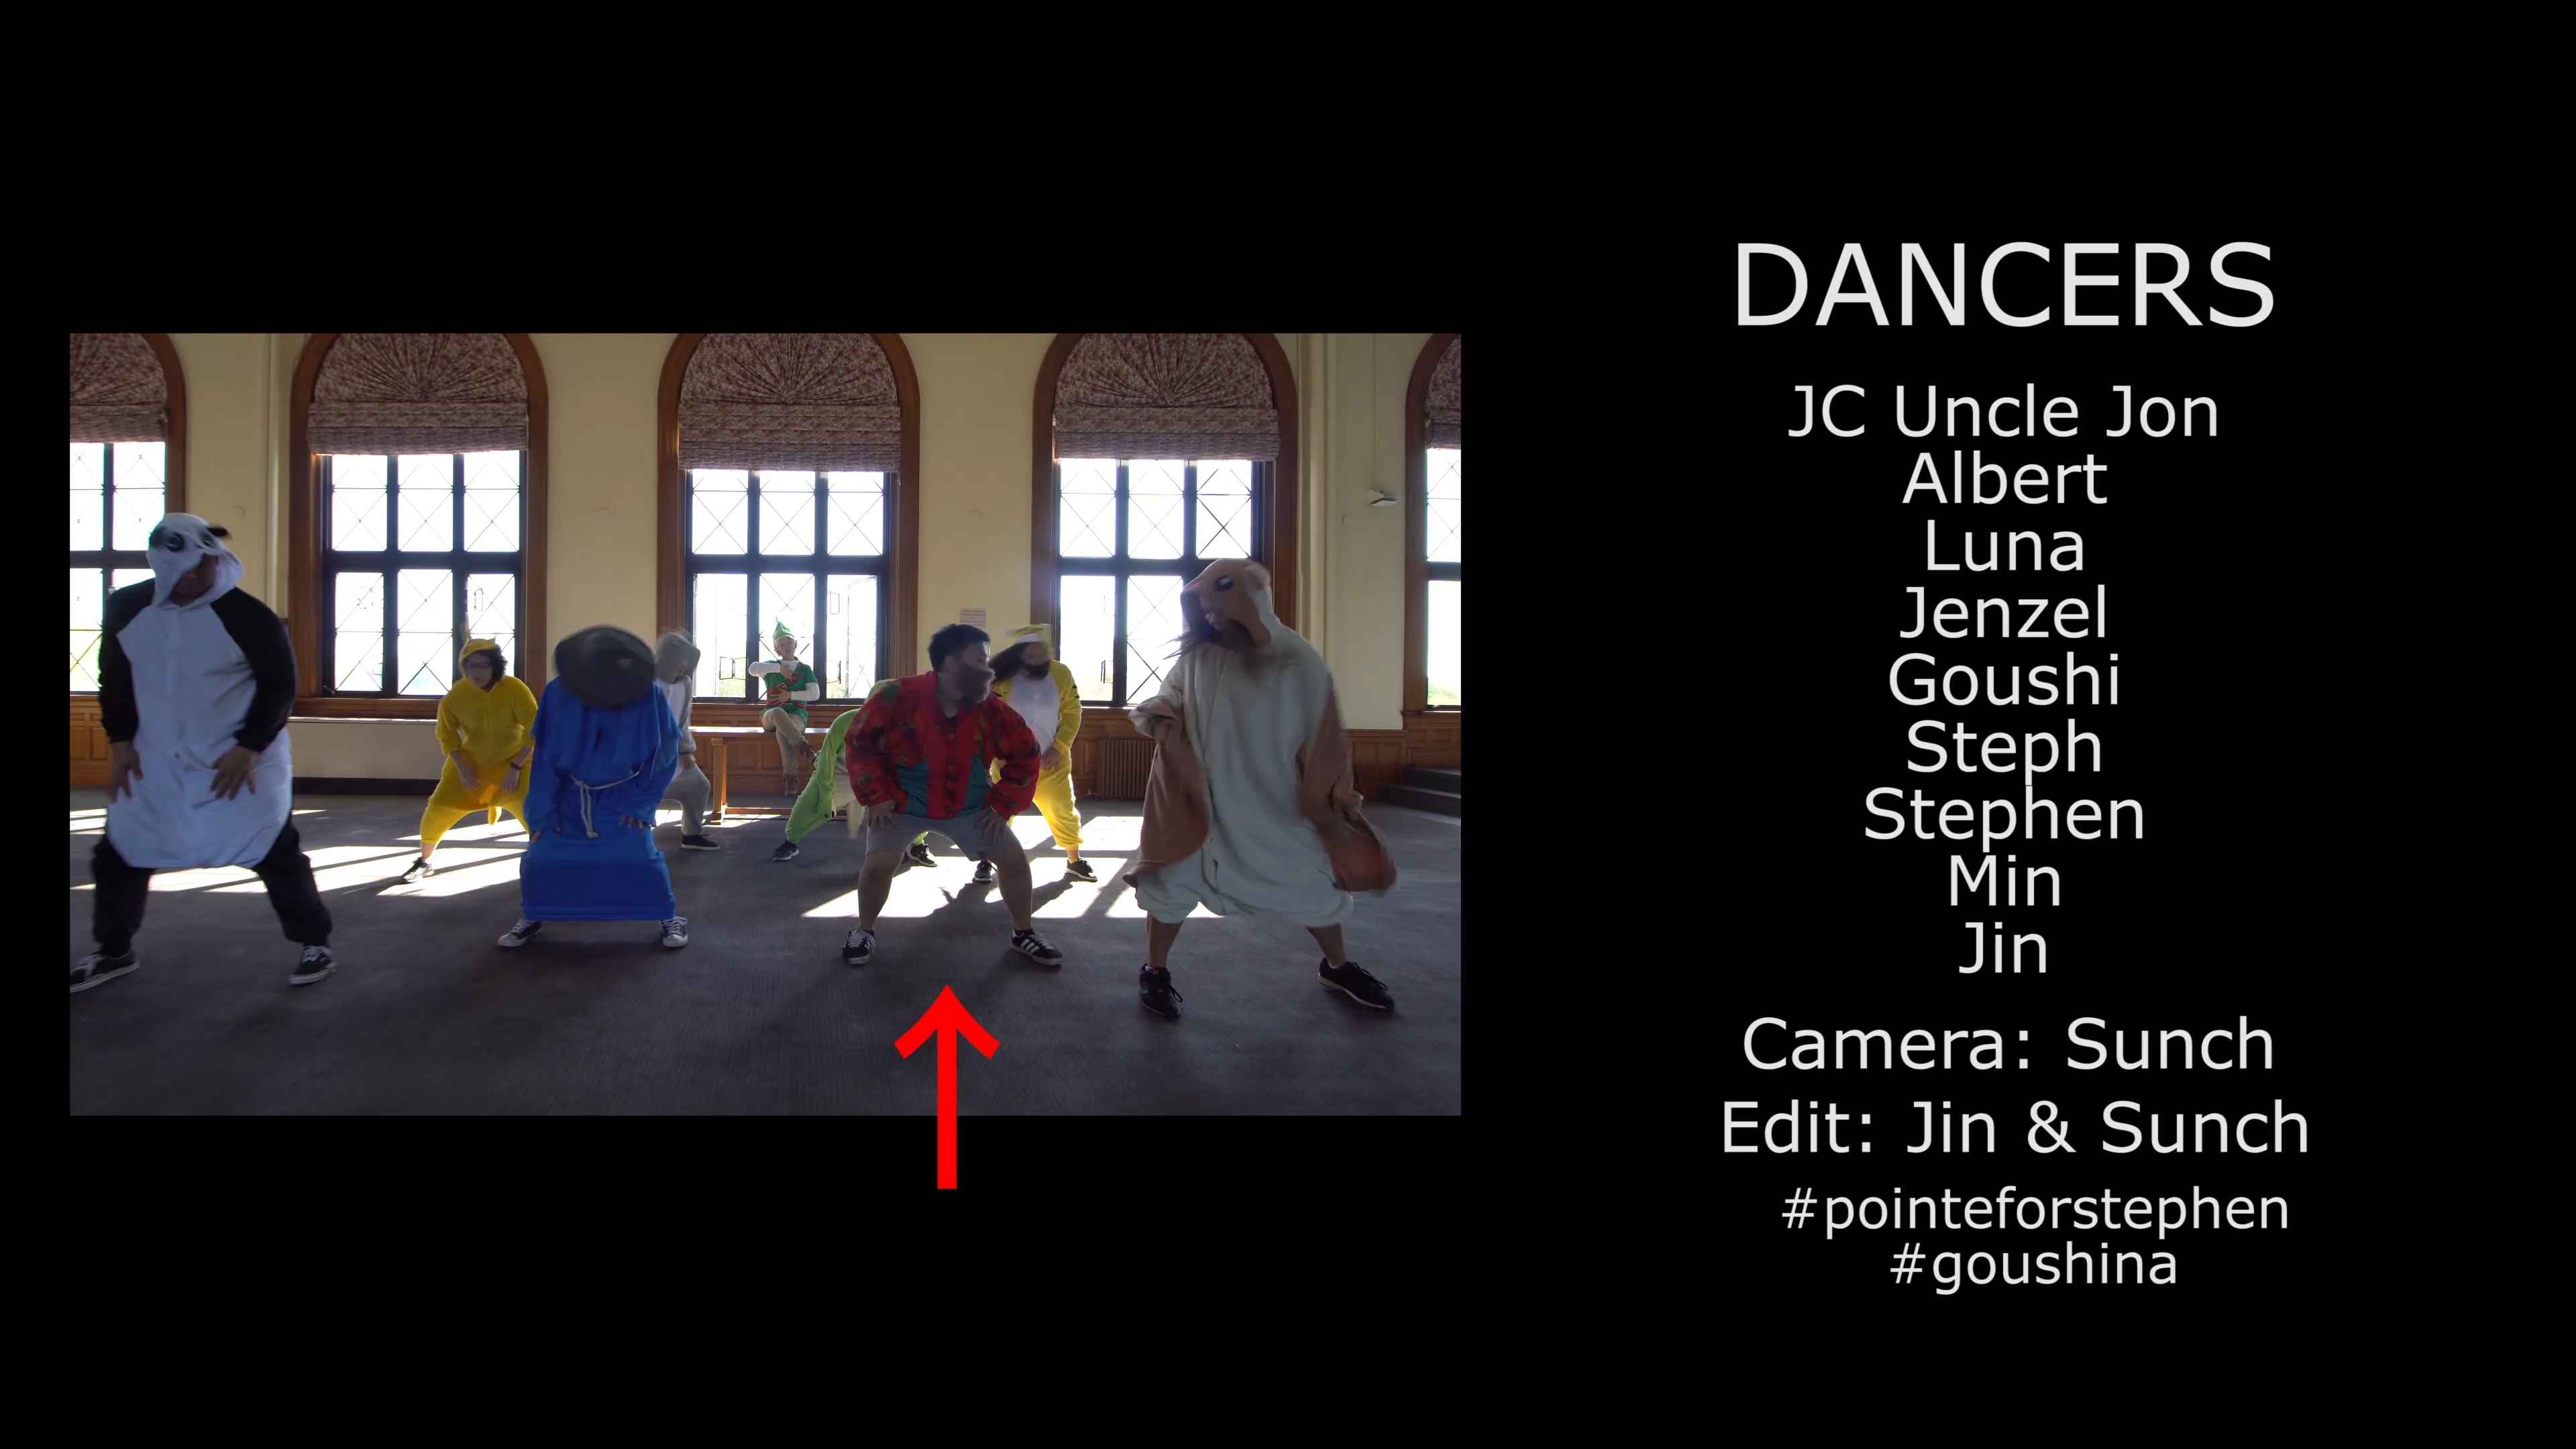 DANCERS
JC Uncle Jon
Albert
Luna
Jenzel
Goushi
Steph
Stephen
Min
Jin
Camera: Sunch
Edit: Jin & Sunch
#pointeforstephen
#goushina